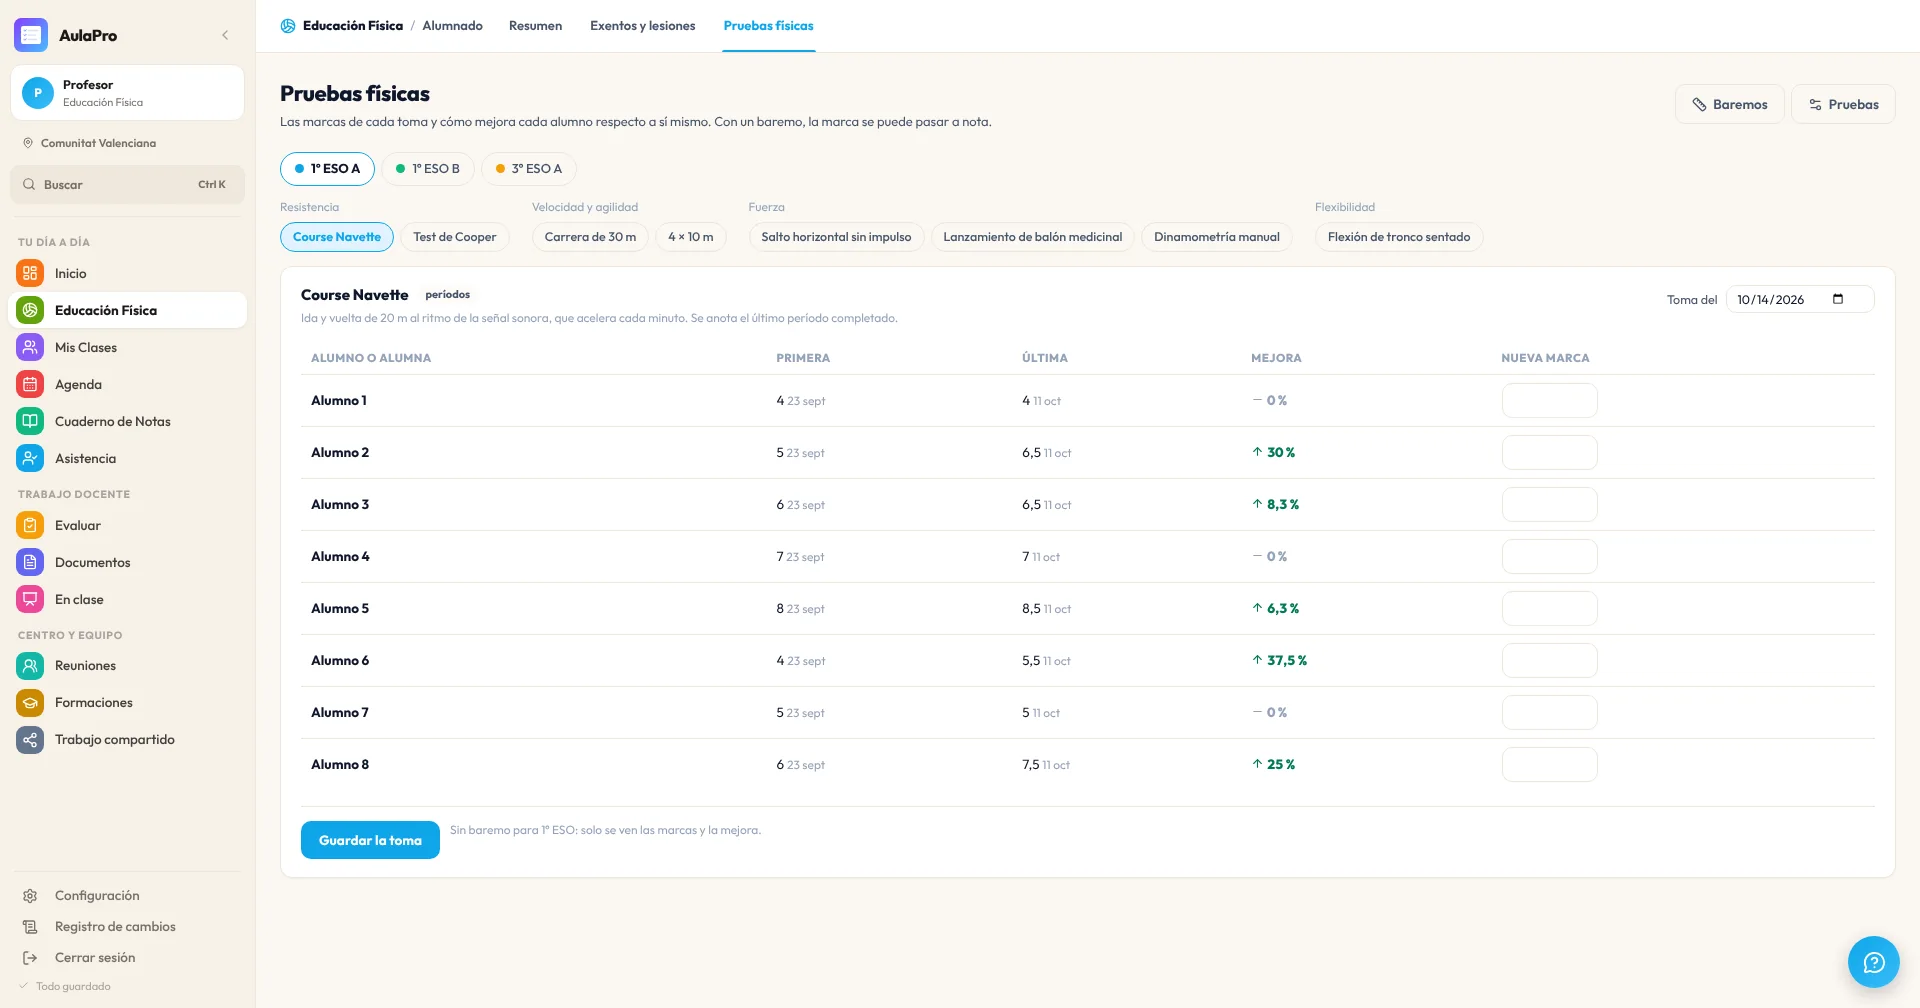 AulaPro
P
Profesor
Educación Física
Comunitat Valenciana
Buscar Ctrl K
TU DÍA A DÍA
Inicio
Educación Física
Mis Clases
Agenda
Cuaderno de Notas
Asistencia
TRABAJO DOCENTE
Evaluar
Documentos
En clase
CENTRO Y EQUIPO
Reuniones
Formaciones
Trabajo compartido
Configuración
Registro de cambios
Cerrar sesión
Todo guardado
Educación Física / Alumnado Resumen Exentos y lesiones Pruebas físicas
Pruebas físicas
Las marcas de cada toma y cómo mejora cada alumno respecto a sí mismo. Con un baremo, la marca se puede pasar a nota.
Baremos Pruebas
1º ESO A 1º ESO B 3º ESO A
Resistencia Velocidad y agilidad Fuerza Flexibilidad
Course Navette Test de Cooper Carrera de 30 m 4 × 10 m Salto horizontal sin impulso Lanzamiento de balón medicinal Dinamometría manual Flexión de tronco sentado
Course Navette períodos
Toma del 10/14/2026
Ida y vuelta de 20 m al ritmo de la señal sonora, que acelera cada minuto. Se anota el último período completado.
ALUMNO O ALUMNA PRIMERA ÚLTIMA MEJORA NUEVA MARCA
Alumno 1 4 23 sept 4 11 oct — 0 %
Alumno 2 5 23 sept 6,5 11 oct ↑ 30 %
Alumno 3 6 23 sept 6,5 11 oct ↑ 8,3 %
Alumno 4 7 23 sept 7 11 oct — 0 %
Alumno 5 8 23 sept 8,5 11 oct ↑ 6,3 %
Alumno 6 4 23 sept 5,5 11 oct ↑ 37,5 %
Alumno 7 5 23 sept 5 11 oct — 0 %
Alumno 8 6 23 sept 7,5 11 oct ↑ 25 %
Guardar la toma
Sin baremo para 1º ESO: solo se ven las marcas y la mejora.